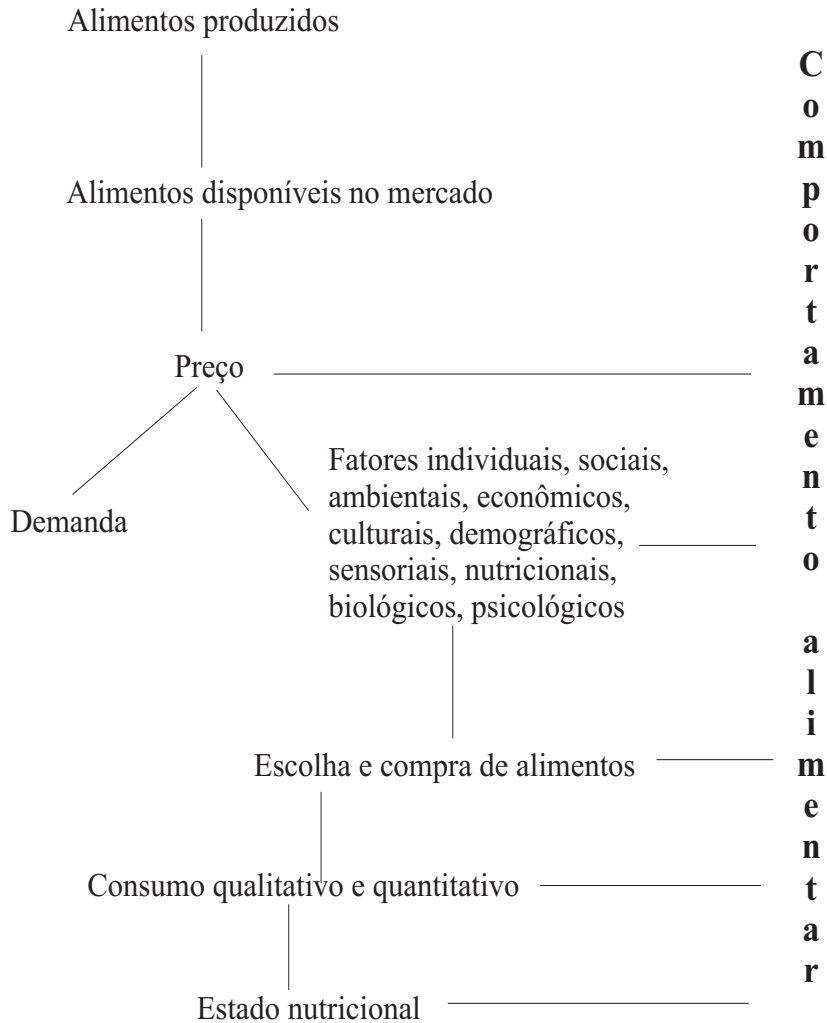 Alimentos produzidos
Alimentos disponíveis no mercado
Preço
Demanda
Fatores individuais, sociais,
ambientais, econômicos,
culturais, demográficos,
sensoriais, nutricionais,
biológicos, psicológicos
Escolha e compra de alimentos
Consumo qualitativo e quantitativo
Estado nutricional
Comportamento alimentar